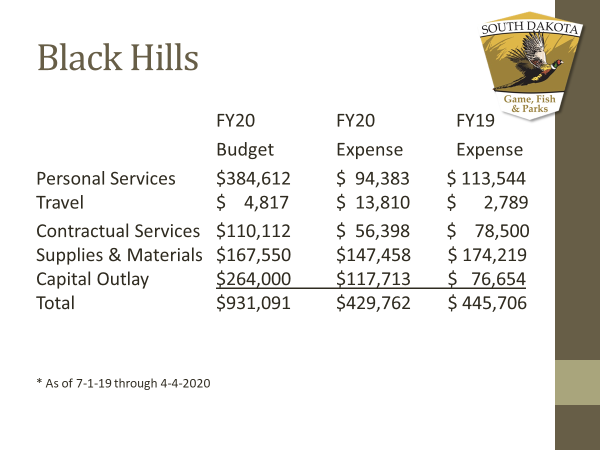 SOUTH DAKOTA
Game, Fish
& Parks
Black Hills
FY20 FY20 FY19
Budget Expense Expense
Personal Services $384,612 $ 94,383 $ 113,544
Travel $ 4,817 $ 13,810 $ 2,789
Contractual Services $110,112 $ 56,398 $ 78,500
Supplies & Materials $167,550 $147,458 $ 174,219
Capital Outlay $264,000 $117,713 $ 76,654
Total $931,091 $429,762 $ 445,706
* As of 7-1-19 through 4-4-2020